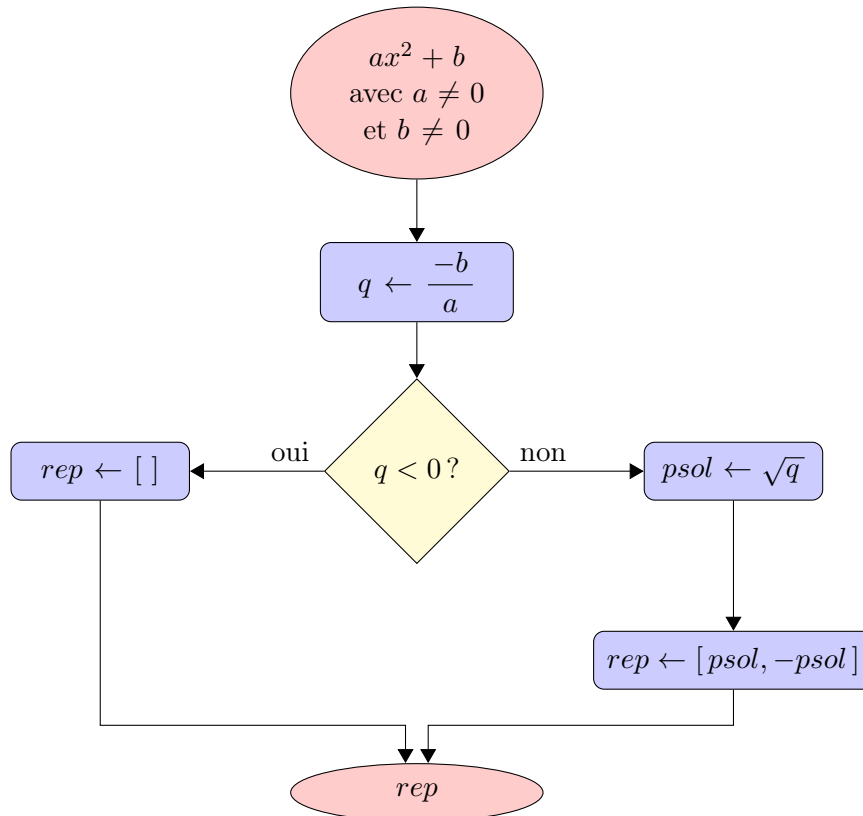 ax² + b
avec a ≠ 0
et b ≠ 0
q ← −b/a
oui
q < 0 ?
non
rep ← [ ]
psol ← √q
rep ← [ psol, −psol ]
rep